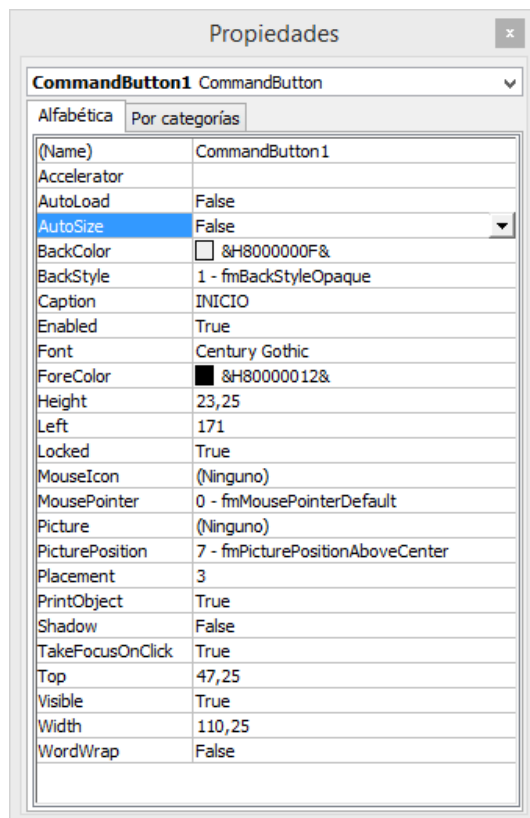 Propiedades x
CommandButton1 CommandButton
Alfabética Por categorías
(Name) CommandButton1
Accelerator
AutoLoad False
AutoSize False
BackColor &H8000000F&
BackStyle 1 - fmBackStyleOpaque
Caption INICIO
Enabled True
Font Century Gothic
ForeColor &H80000012&
Height 23,25
Left 171
Locked True
MouseIcon (Ninguno)
MousePointer 0 - fmMousePointerDefault
Picture (Ninguno)
PicturePosition 7 - fmPicturePositionAboveCenter
Placement 3
PrintObject True
Shadow False
TakeFocusOnClick True
Top 47,25
Visible True
Width 110,25
WordWrap False